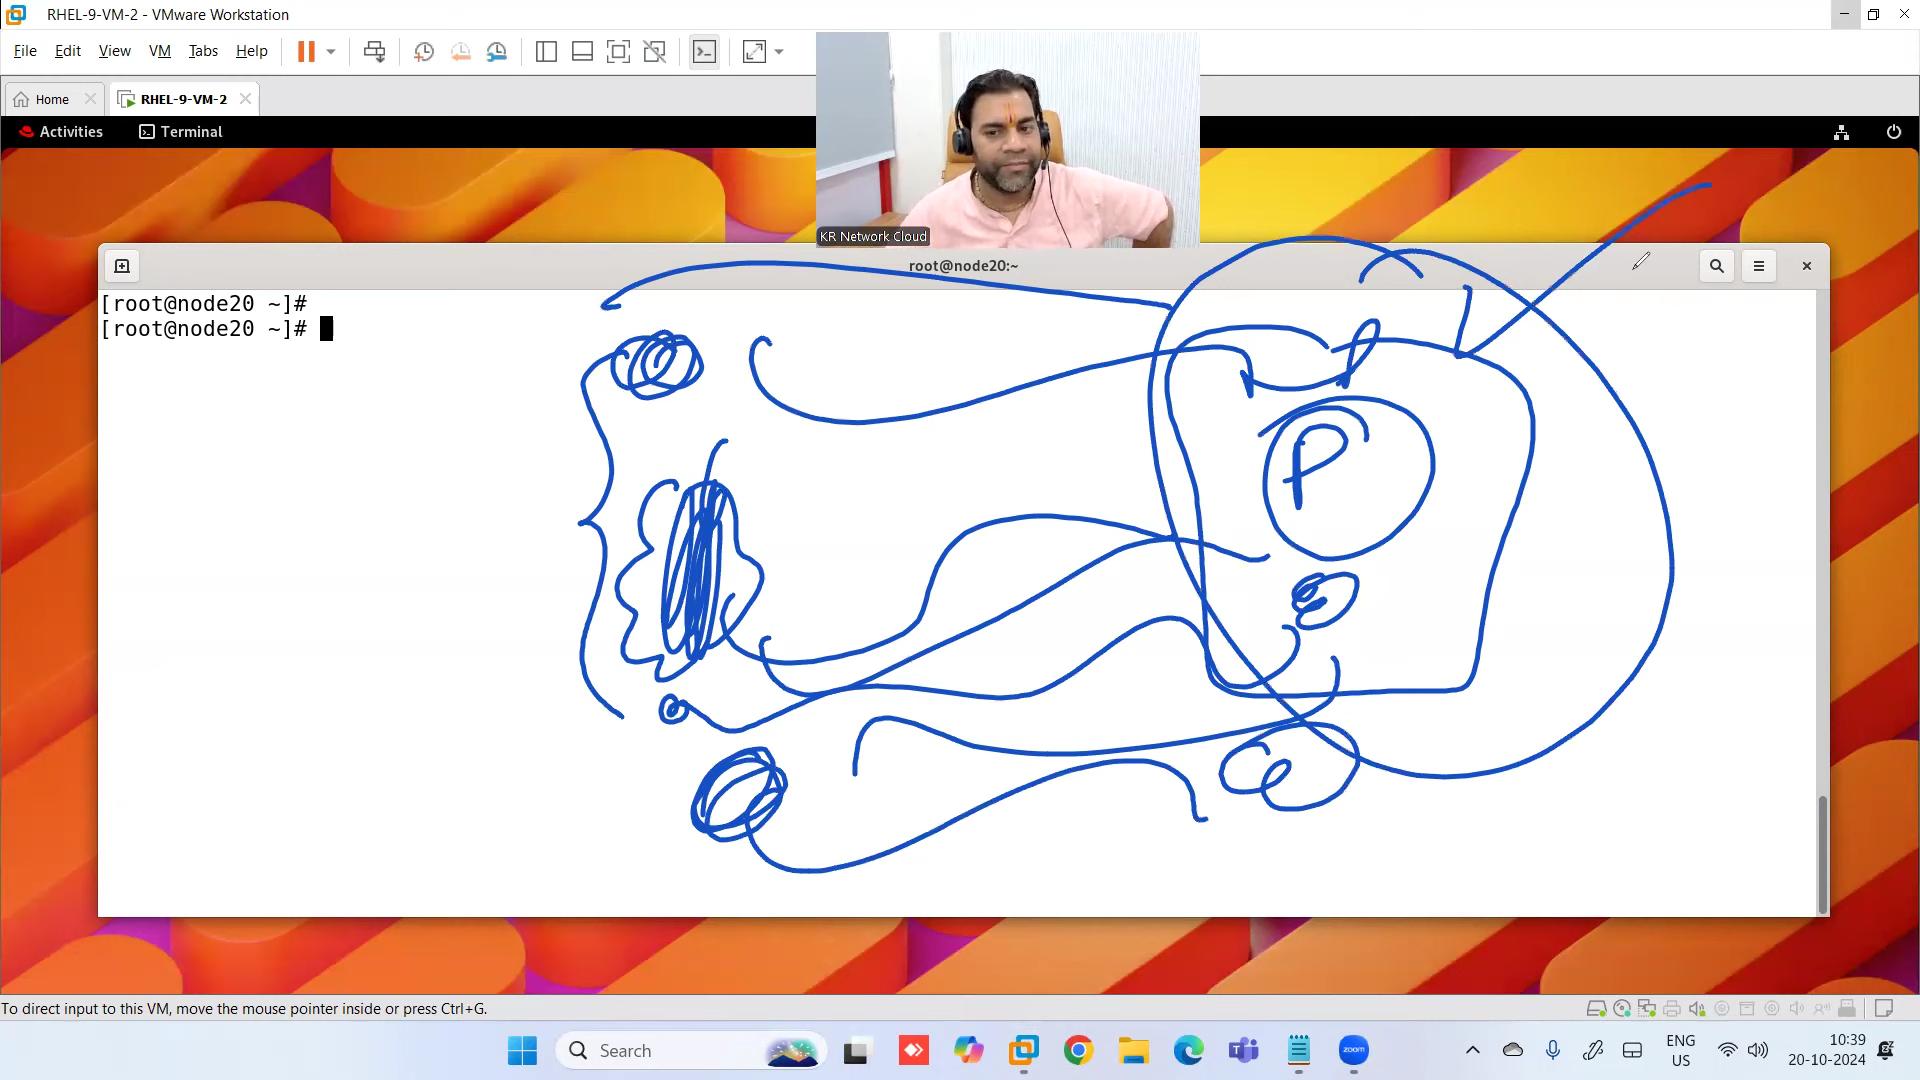 RHEL-9-VM-2 - VMware Workstation
File Edit View VM Tabs Help
Home RHEL-9-VM-2
Activities Terminal
KR Network Cloud
root@node20:~
[root@node20 ~]#
[root@node20 ~]#
P
To direct input to this VM, move the mouse pointer inside or press Ctrl+G.
Search
zoom
ENG
US
10:39
20-10-2024